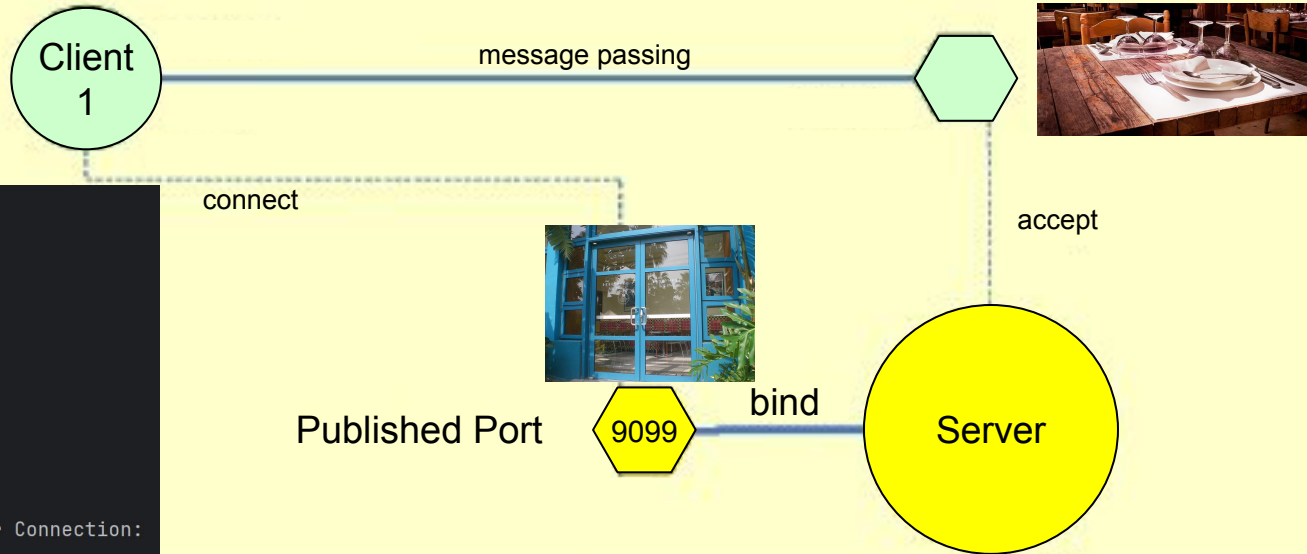 Client
1
message passing
connect
accept
Published Port
9099
bind
Server
Connection: